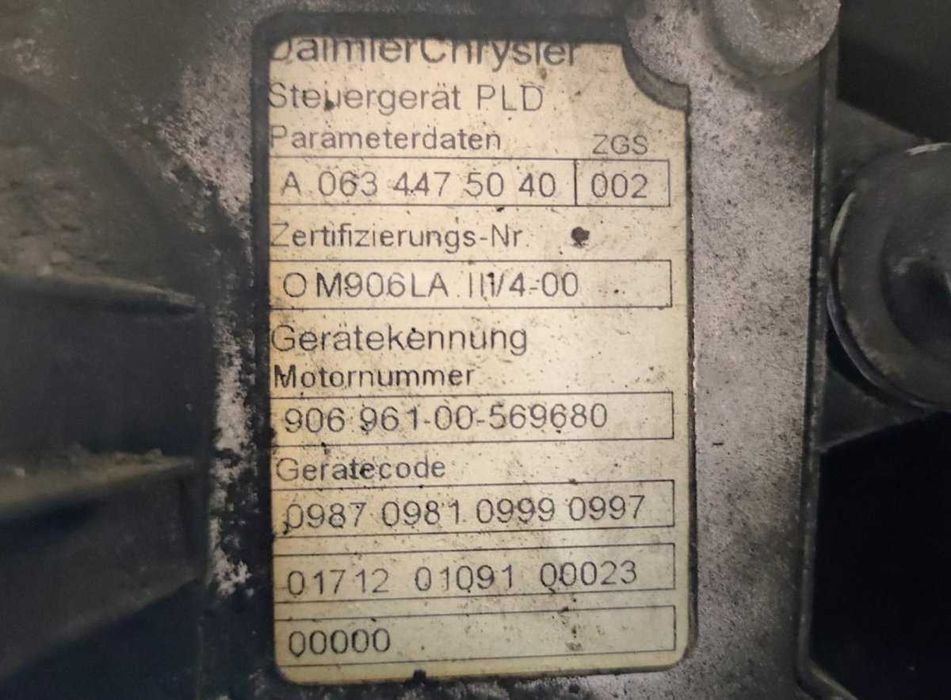 DaimlerChrysler
Steuergerät PLD
Parameterdaten ZGS
A 063 447 50 40 002
Zertifizierungs-Nr.
OM906LA III/4-00
Gerätekennung
Motornummer
906 961-00-569680
Gerätecode
0987 0981 0999 0997
01712 01091 00023
00000